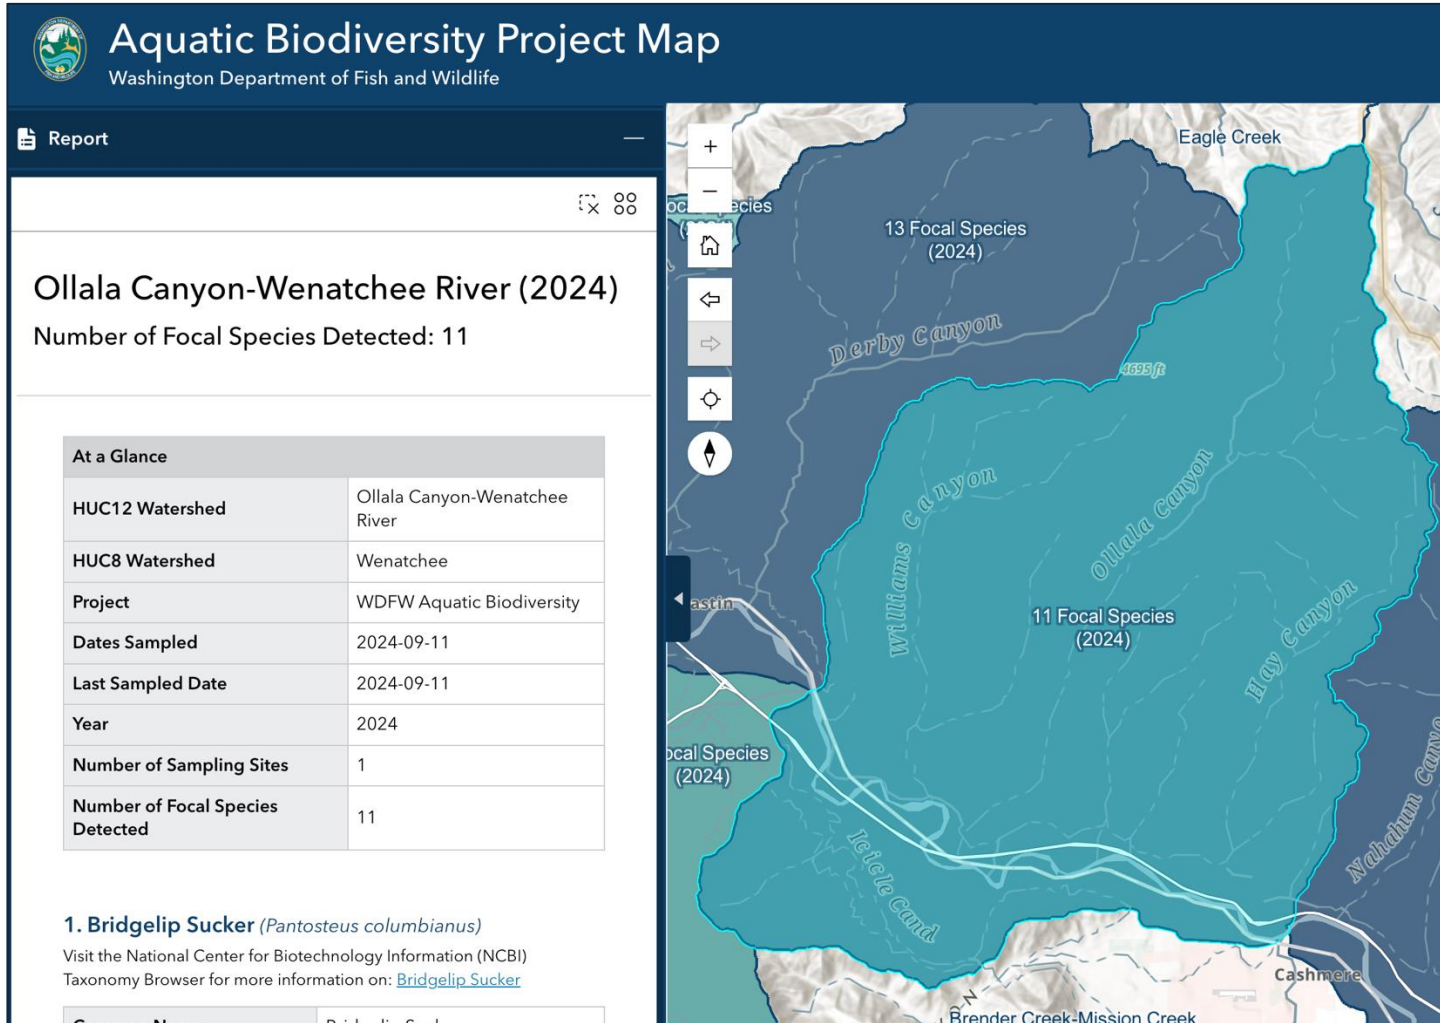 Aquatic Biodiversity Project Map
Washington Department of Fish and Wildlife
Report
Ollala Canyon-Wenatchee River (2024)
Number of Focal Species Detected: 11
At a Glance
HUC12 Watershed
Ollala Canyon-Wenatchee
River
HUC8 Watershed
Wenatchee
Project
WDFW Aquatic Biodiversity
Dates Sampled
2024-09-11
Last Sampled Date
2024-09-11
Year
2024
Number of Sampling Sites
1
Number of Focal Species
Detected
11
1. Bridgelip Sucker (Pantosteus columbianus)
Visit the National Center for Biotechnology Information (NCBI)
Taxonomy Browser for more information on: Bridgelip Sucker
Eagle Creek
13 Focal Species
(2024)
Derby Canyon
4695 ft
Williams Canyon
Ollala Canyon
astin
11 Focal Species
(2024)
Hay Canyon
ocal Species
(2024)
Icicle Cand
Nahahum Canyo
Cashmere
Brender Creek-Mission Creek